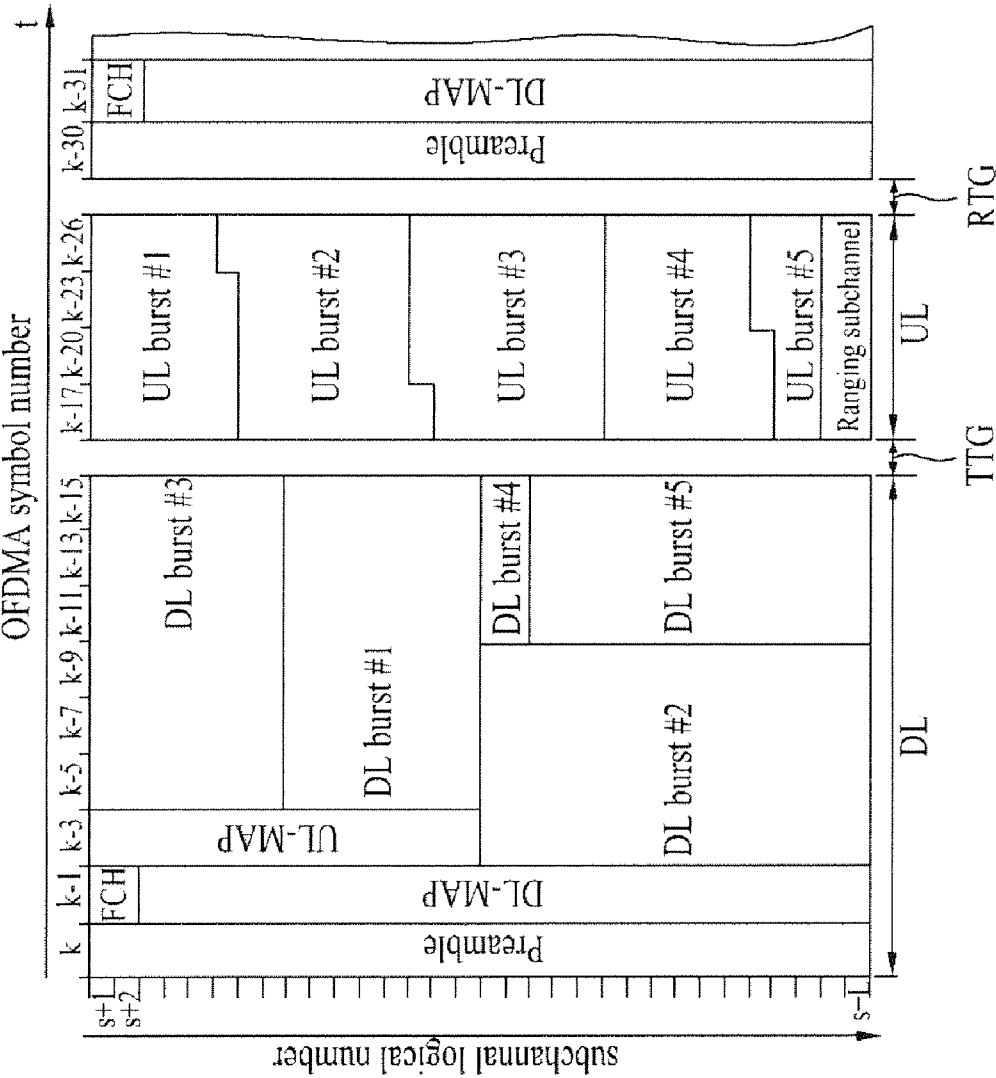 OFDMA symbol number
t
k
k-1
k-3
k-5
k-7
k-9
k-11
k-13
k-15
k-17
k-20
k-23
k-26
k-30
k-31
subchannal logical number
s+1
s+2
s-L
Preamble
FCH
DL-MAP
UL-MAP
DL burst #3
DL burst #1
DL burst #2
DL burst #4
DL burst #5
UL burst #1
UL burst #2
UL burst #3
UL burst #4
UL burst #5
Ranging subchannel
Preamble
FCH
DL-MAP
DL
TTG
UL
RTG